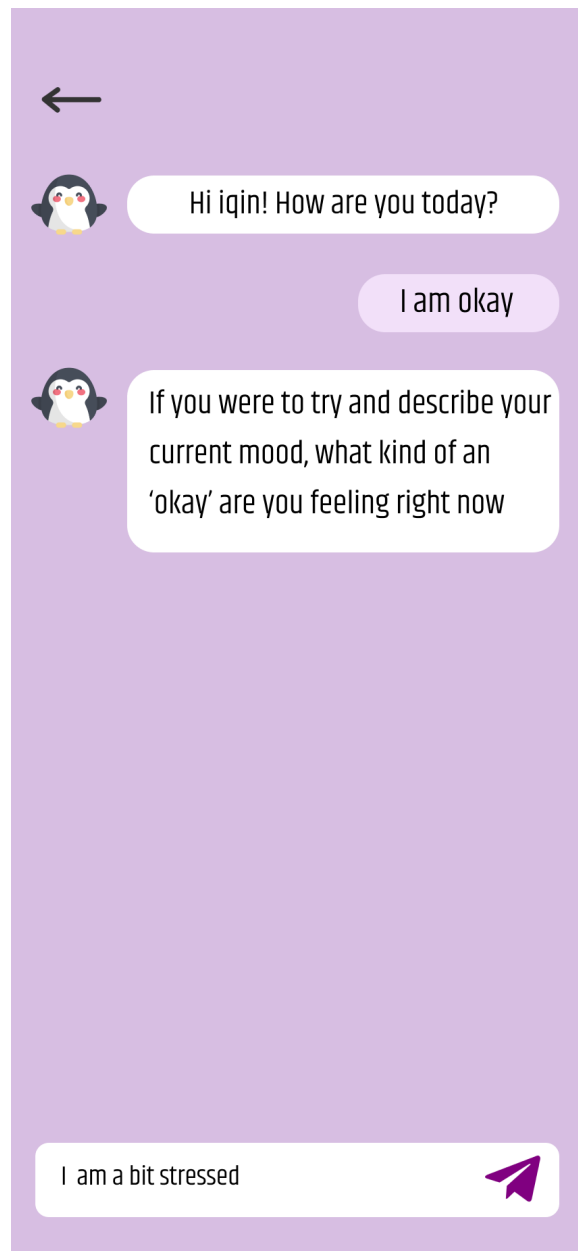 Hi iqin! How are you today?
I am okay
If you were to try and describe your
current mood, what kind of an
‘okay’ are you feeling right now
I am a bit stressed